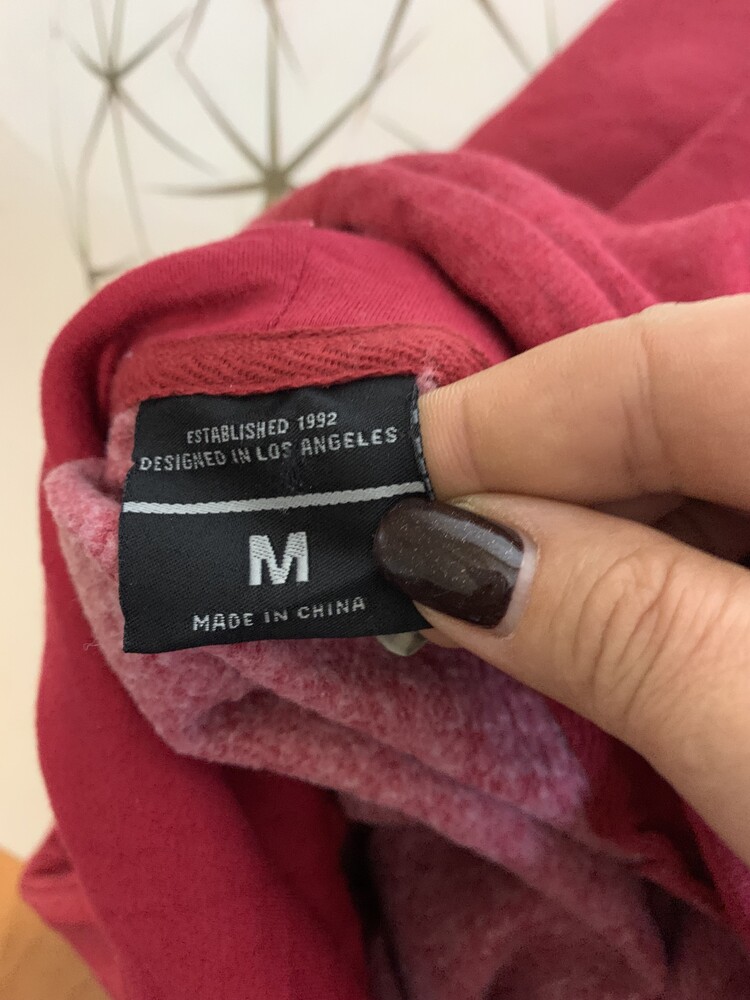 ESTABLISHED 1992
DESIGNED IN LOS ANGELES
M
MADE IN CHINA